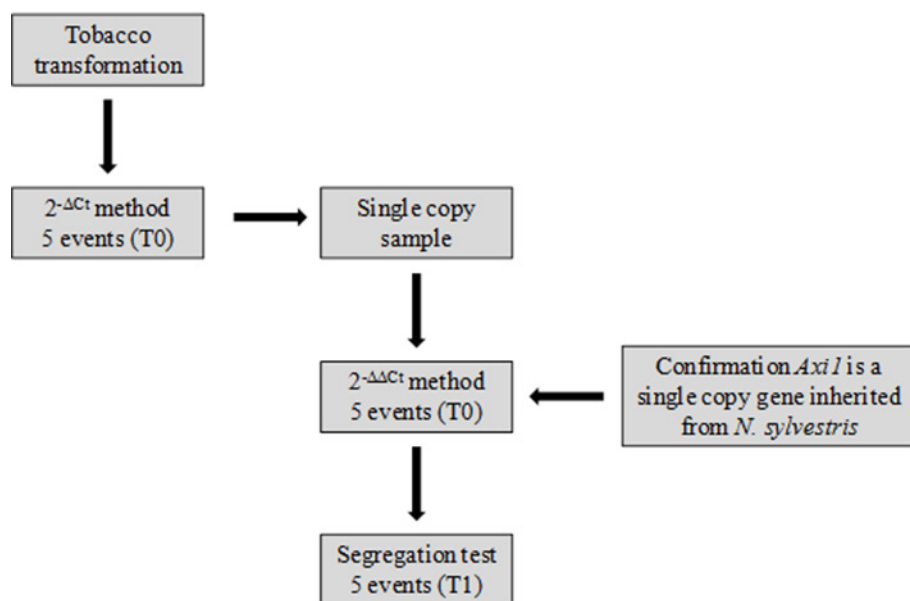 Tobacco
transformation
2-ΔCt method
5 events (T0)
Single copy
sample
2-ΔΔCt method
5 events (T0)
Confirmation Axi1 is a
single copy gene inherited
from N. sylvestris
Segregation test
5 events (T1)